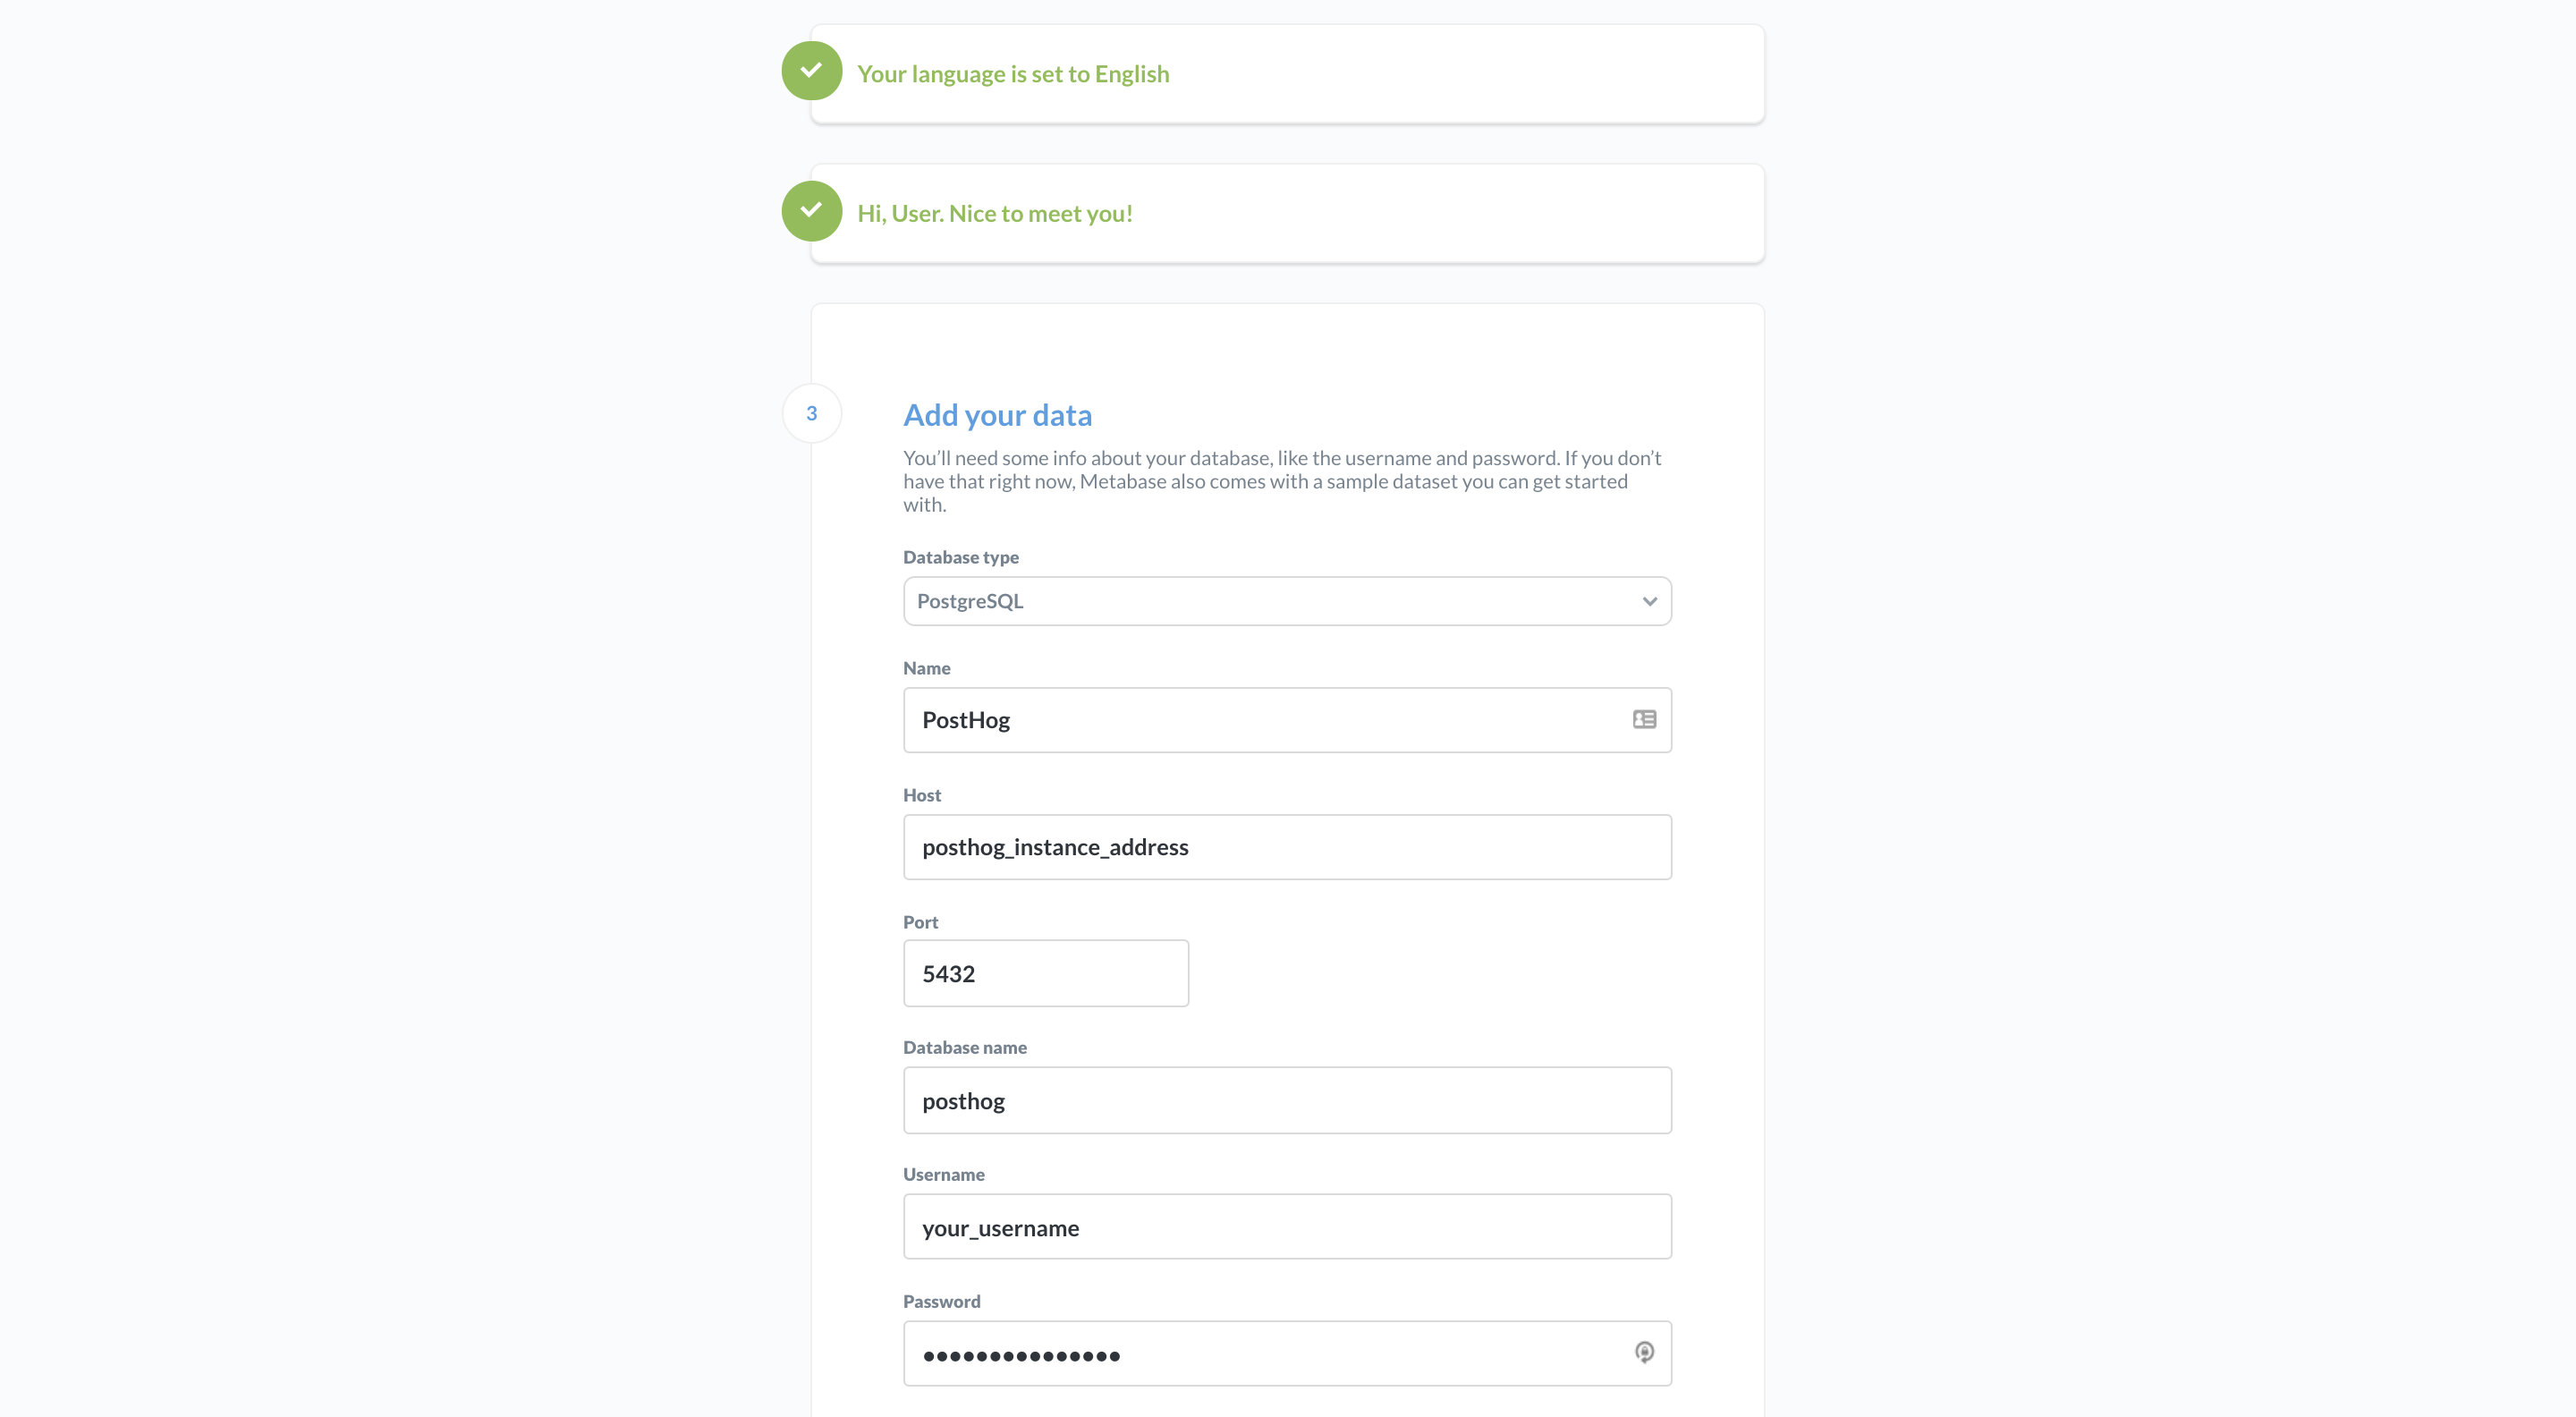 Your language is set to English
Hi, User. Nice to meet you!
3
Add your data
You’ll need some info about your database, like the username and password. If you don’t
have that right now, Metabase also comes with a sample dataset you can get started
with.
Database type
PostgreSQL
Name
PostHog
Host
posthog_instance_address
Port
5432
Database name
posthog
Username
your_username
Password
•••••••••••••••